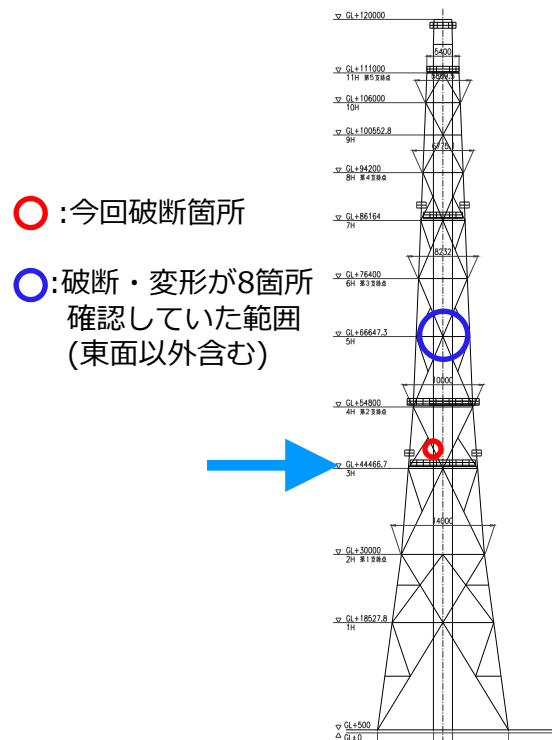 GL+120000
5400
GL+111000
11H 第5支持点
GL+106000
10H
GL+100552.8
9H
GL+94200
8H 第4支持点
:今回破断箇所
GL+86164
7H
8232
:破断・変形が8箇所
確認していた範囲
(東面以外含む)
GL+76400
6H 第3支持点
GL+66647.3
5H
10000
GL+54800
4H 第2支持点
GL+44466.7
3H
14000
GL+30000
2H 第1支持点
GL+18527.8
1H
GL+500
GL±0